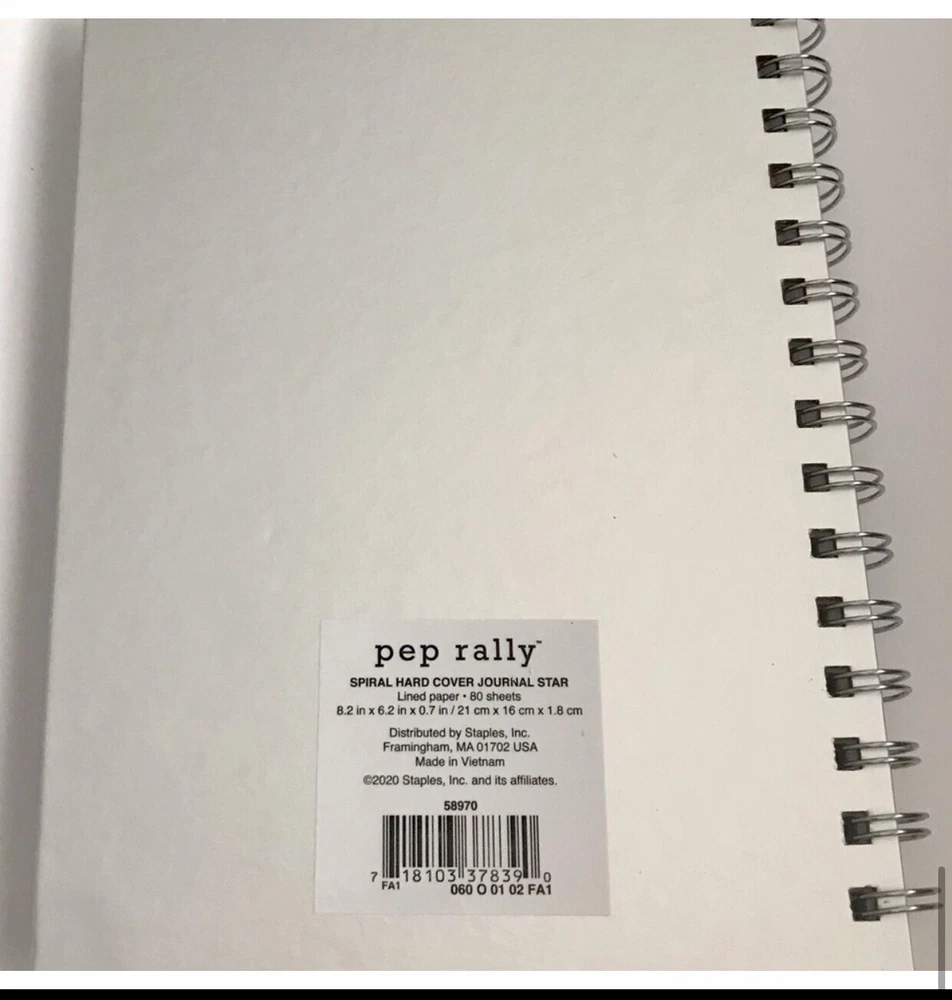 pep rally™
SPIRAL HARD COVER JOURNAL STAR
Lined paper • 80 sheets
8.2 in x 6.2 in x 0.7 in / 21 cm x 16 cm x 1.8 cm
Distributed by Staples, Inc.
Framingham, MA 01702 USA
Made in Vietnam
©2020 Staples, Inc. and its affiliates.
58970
7 18103 37839 0
FA1 060 O 01 02 FA1